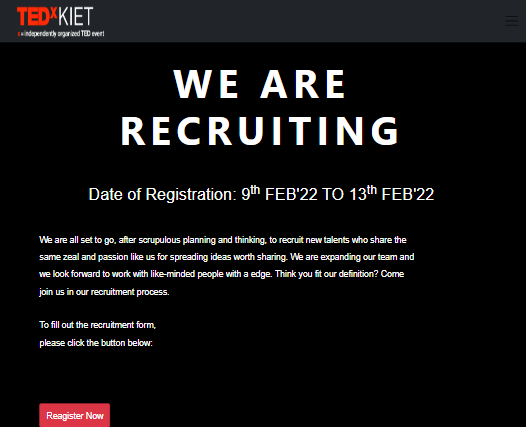 TEDxKIET
x = independently organized TED event
WE ARE
RECRUITING
Date of Registration: 9th FEB'22 TO 13th FEB'22
We are all set to go, after scrupulous planning and thinking, to recruit new talents who share the
same zeal and passion like us for spreading ideas worth sharing. We are expanding our team and
we look forward to work with like-minded people with a edge. Think you fit our definition? Come
join us in our recruitment process.
To fill out the recruitment form,
please click the button below:
Reagister Now